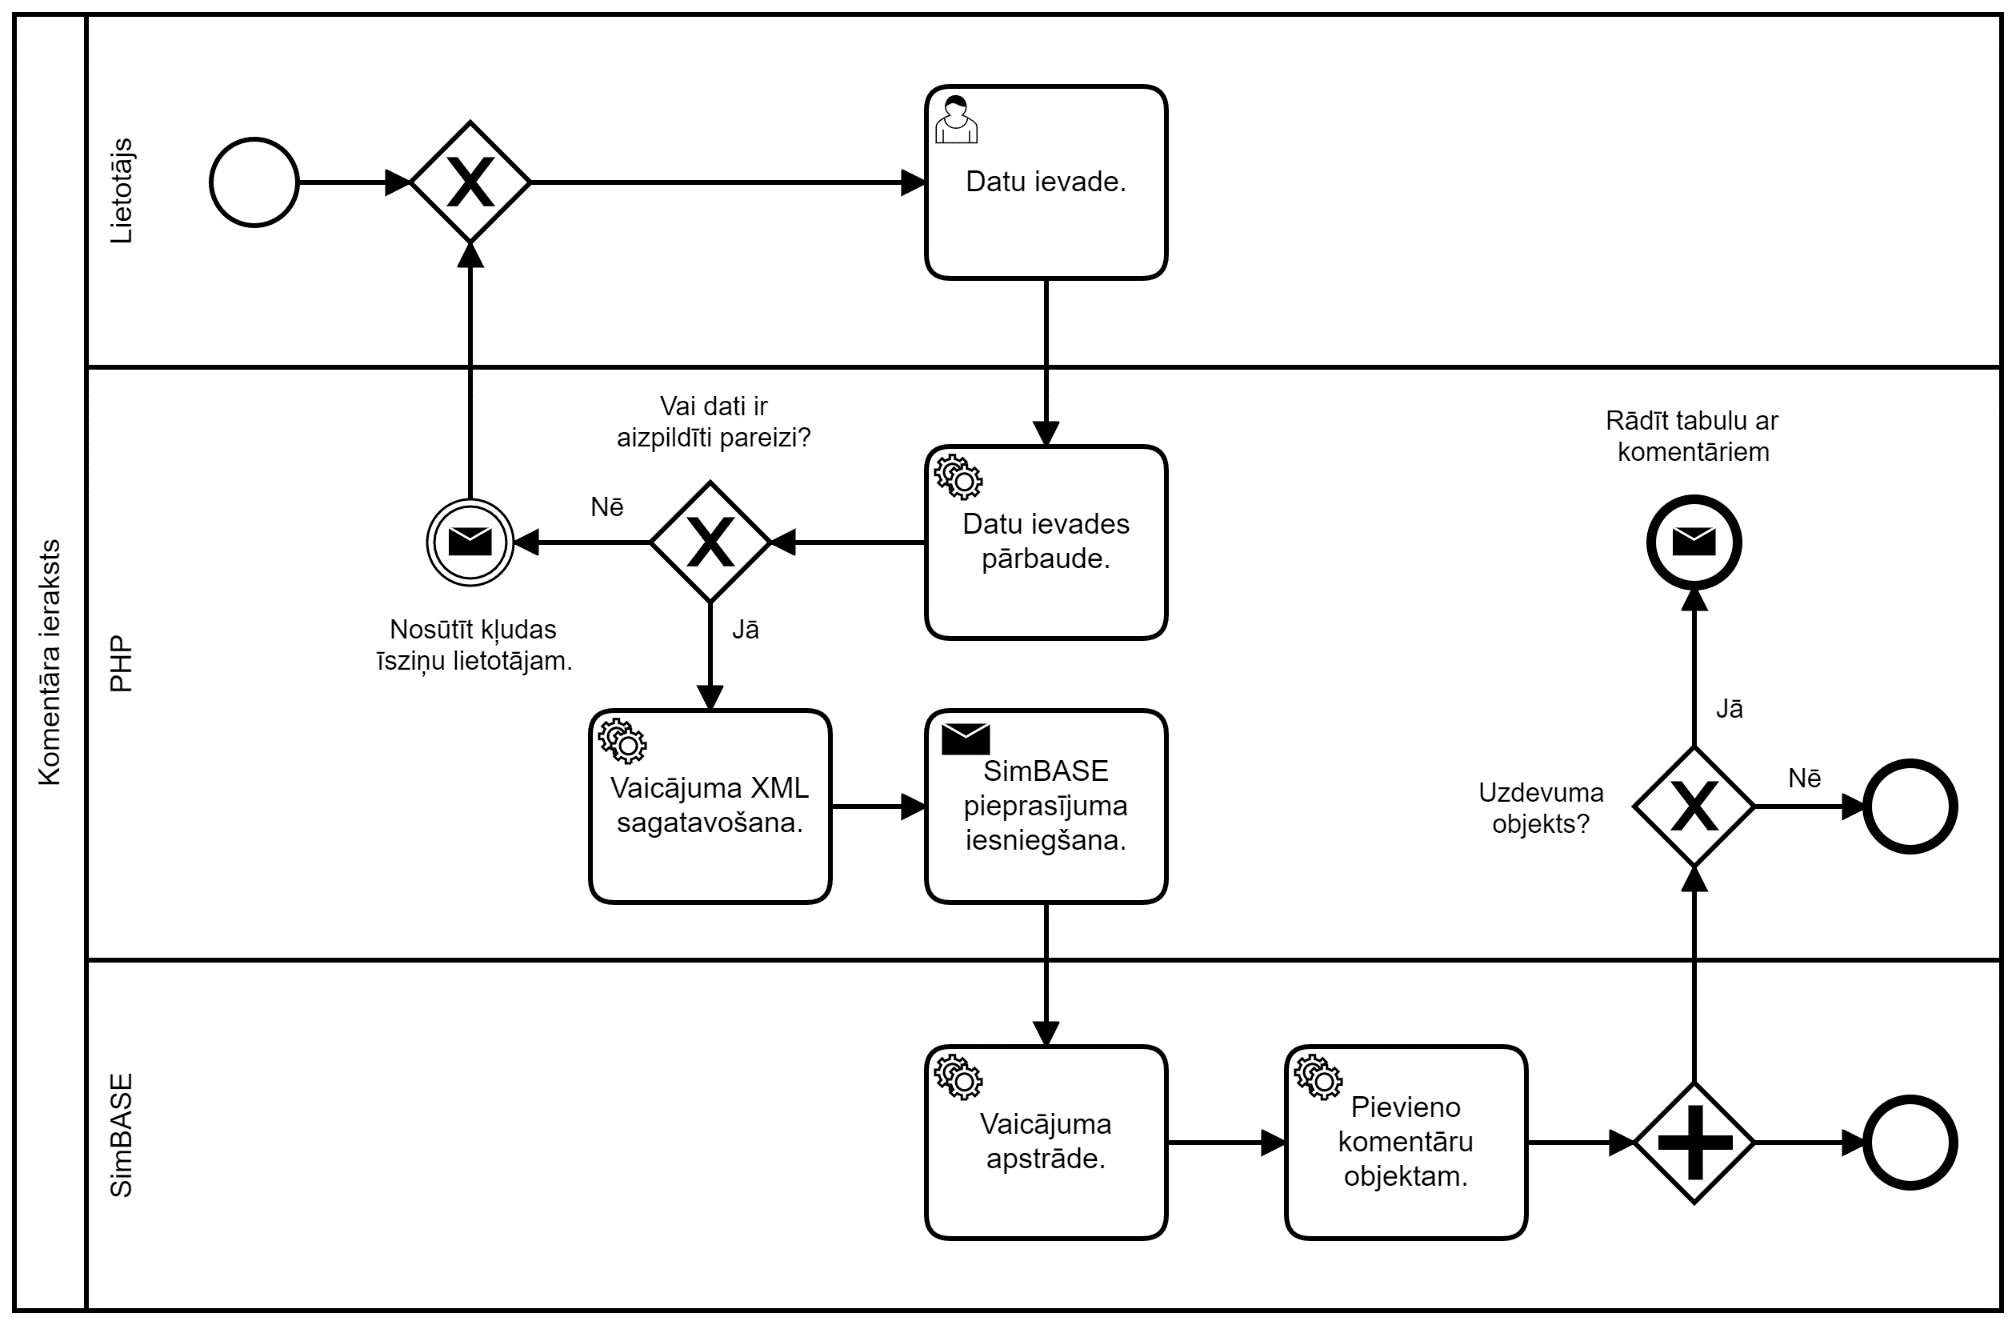 Komentāra ieraksts
Lietotājs
Datu ievade.
PHP
Vai dati ir
aizpildīti pareizi?
Nē
Jā
Nosūtīt kļudas
īsziņu lietotājam.
Datu ievades
pārbaude.
Vaicājuma XML
sagatavošana.
SimBASE
pieprasījuma
iesniegšana.
Rādīt tabulu ar
komentāriem
Jā
Uzdevuma
objekts?
Nē
SimBASE
Vaicājuma
apstrāde.
Pievieno
komentāru
objektam.